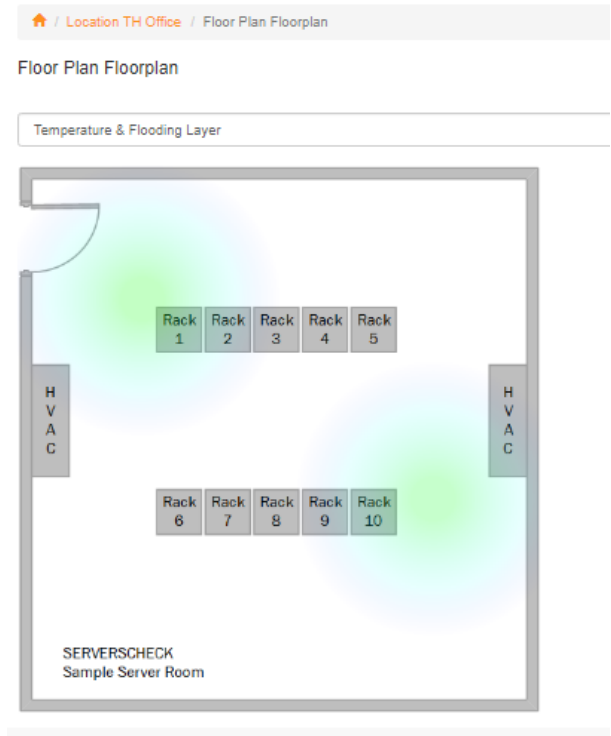 / Location TH Office / Floor Plan Floorplan
Floor Plan Floorplan
Temperature & Flooding Layer
Rack 1
Rack 2
Rack 3
Rack 4
Rack 5
H
V
A
C
H
V
A
C
Rack 6
Rack 7
Rack 8
Rack 9
Rack 10
SERVERSCHECK
Sample Server Room